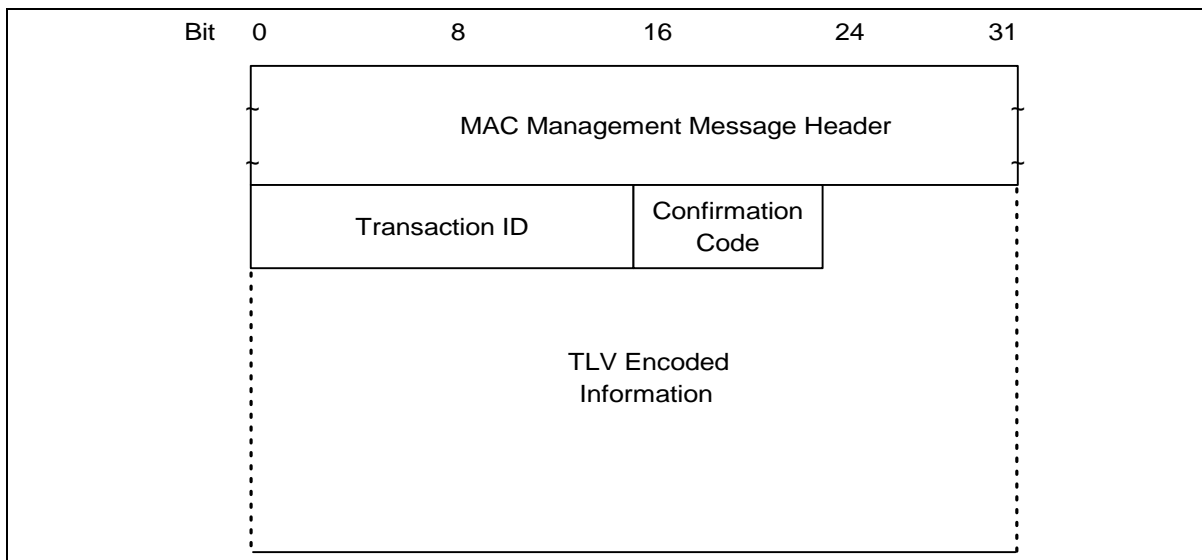 Bit 0 8 16 24 31
MAC Management Message Header
Transaction ID
Confirmation
Code
TLV Encoded
Information